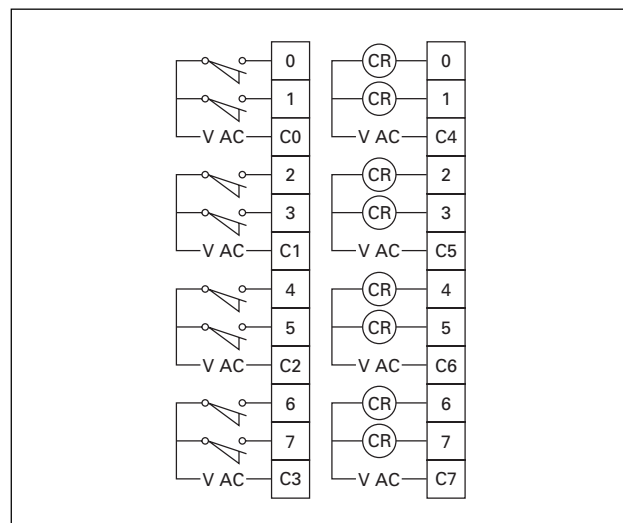 0 CR 0
1 CR 1
V AC C0 V AC C4
2 CR 2
3 CR 3
V AC C1 V AC C5
4 CR 4
5 CR 5
V AC C2 V AC C6
6 CR 6
7 CR 7
V AC C3 V AC C7